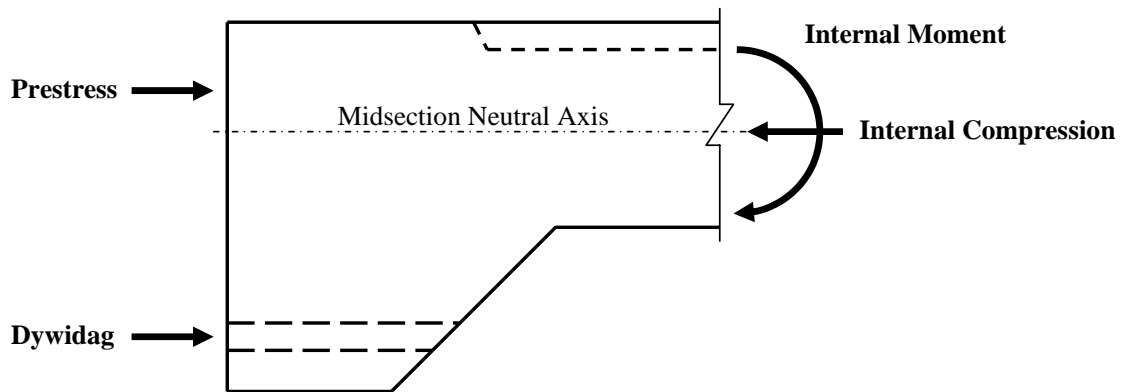 Internal Moment
Prestress
Midsection Neutral Axis
Internal Compression
Dywidag